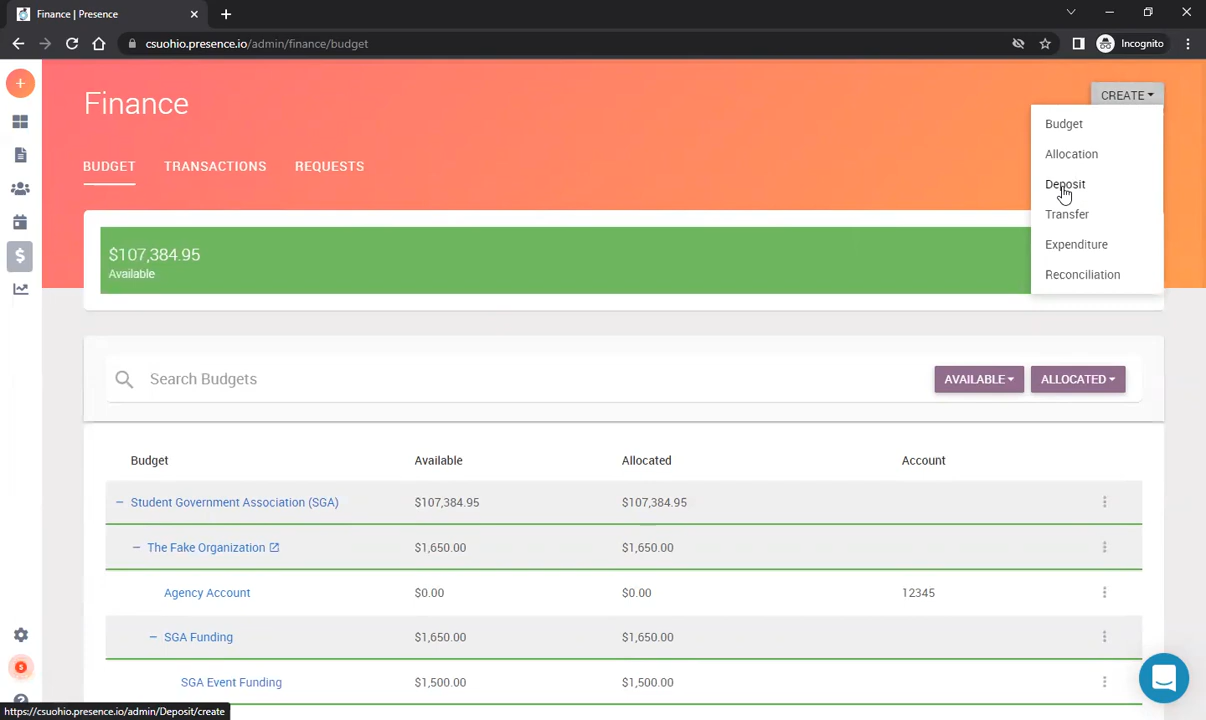 Finance | Presence
csuohio.presence.io/admin/finance/budget
Incognito
Finance
CREATE
Budget
Allocation
Deposit
Transfer
Expenditure
Reconciliation
BUDGET TRANSACTIONS REQUESTS
$107,384.95
Available
Search Budgets
AVAILABLE ALLOCATED
Budget Available Allocated Account
Student Government Association (SGA) $107,384.95 $107,384.95
The Fake Organization $1,650.00 $1,650.00
Agency Account $0.00 $0.00 12345
SGA Funding $1,650.00 $1,650.00
SGA Event Funding $1,500.00 $1,500.00
https://csuohio.presence.io/admin/Deposit/create